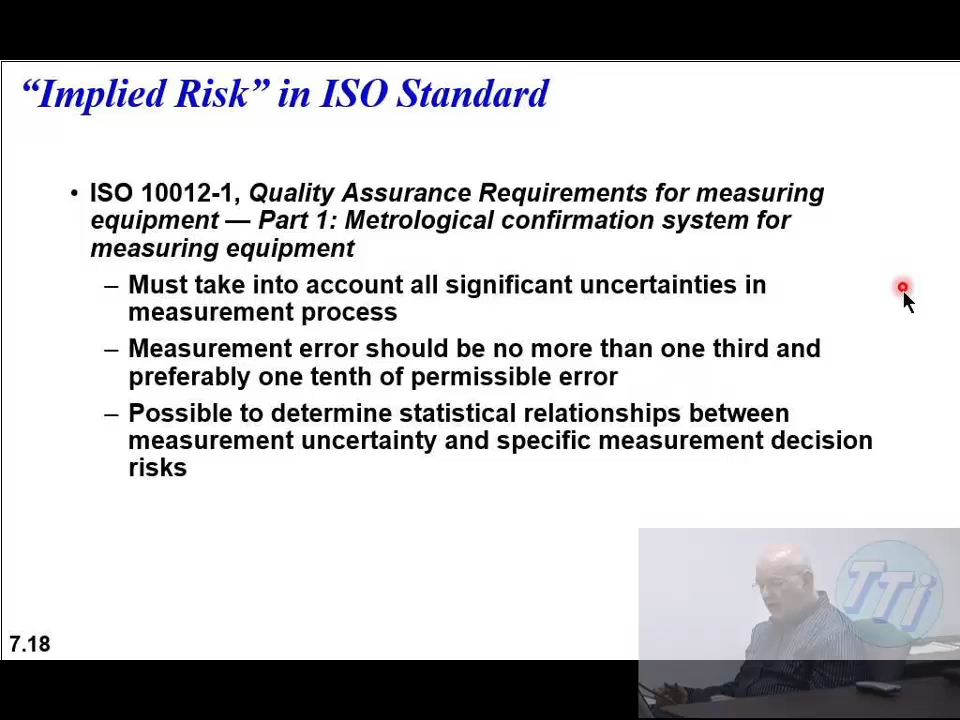 “Implied Risk” in ISO Standard
• ISO 10012-1, Quality Assurance Requirements for measuring
equipment — Part 1: Metrological confirmation system for
measuring equipment
– Must take into account all significant uncertainties in
measurement process
– Measurement error should be no more than one third and
preferably one tenth of permissible error
– Possible to determine statistical relationships between
measurement uncertainty and specific measurement decision
risks
TTi
7.18